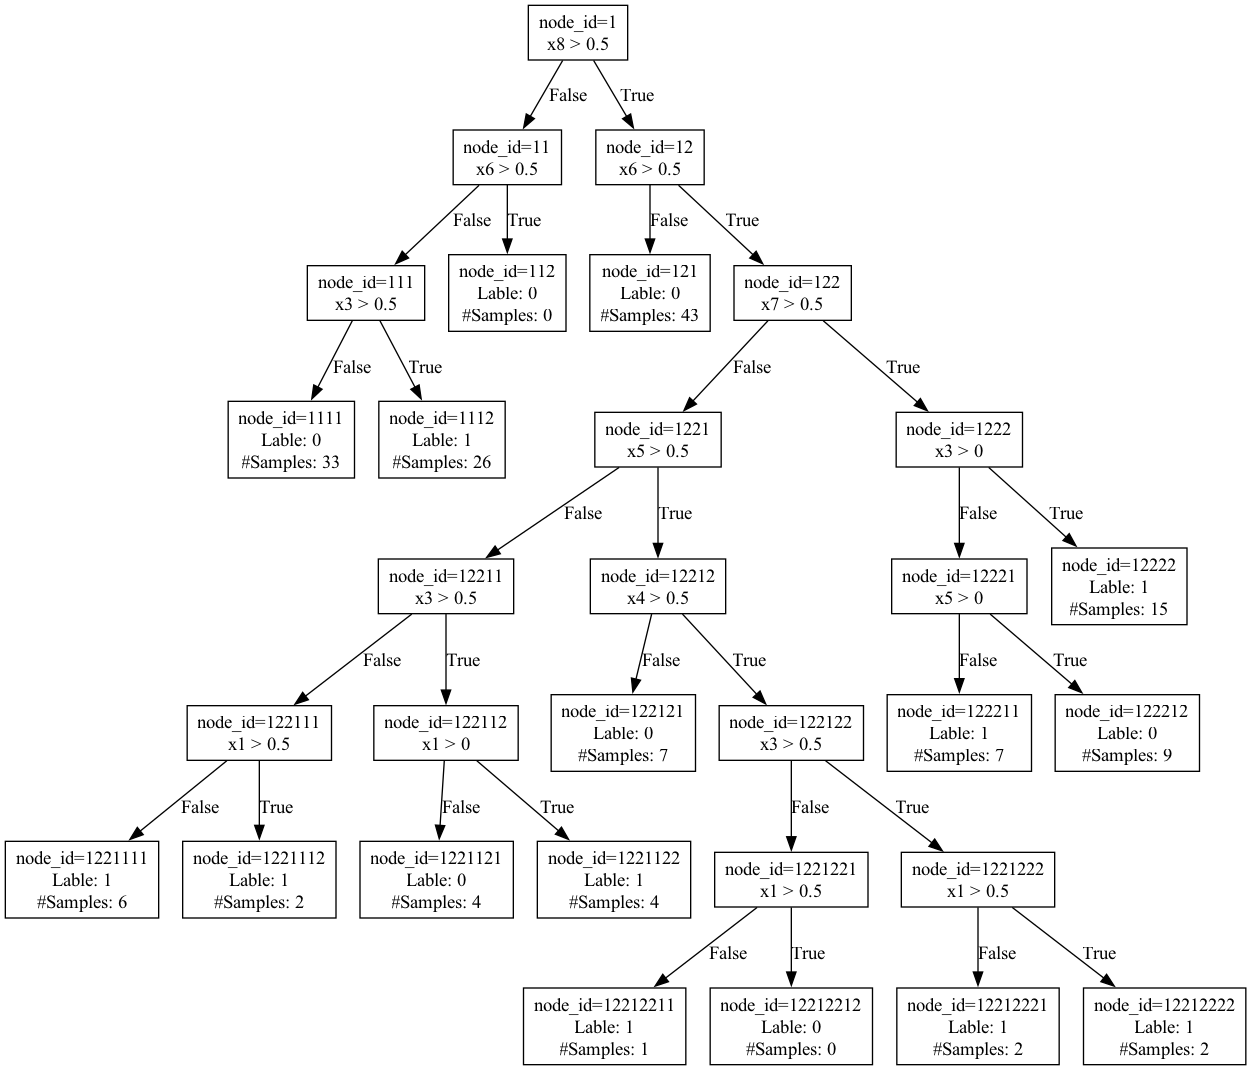 node_id=1
x8 > 0.5
False
True
node_id=11
x6 > 0.5
node_id=12
x6 > 0.5
False
True
False
True
node_id=111
x3 > 0.5
node_id=112
Lable: 0
#Samples: 0
node_id=121
Lable: 0
#Samples: 43
node_id=122
x7 > 0.5
False
True
False
True
node_id=1111
Lable: 0
#Samples: 33
node_id=1112
Lable: 1
#Samples: 26
node_id=1221
x5 > 0.5
node_id=1222
x3 > 0
False
True
False
True
node_id=12211
x3 > 0.5
node_id=12212
x4 > 0.5
node_id=12221
x5 > 0
node_id=12222
Lable: 1
#Samples: 15
False
True
False
True
False
True
node_id=122111
x1 > 0.5
node_id=122112
x1 > 0
node_id=122121
Lable: 0
#Samples: 7
node_id=122122
x3 > 0.5
node_id=122211
Lable: 1
#Samples: 7
node_id=122212
Lable: 0
#Samples: 9
False
True
False
True
False
True
node_id=1221111
Lable: 1
#Samples: 6
node_id=1221112
Lable: 1
#Samples: 2
node_id=1221121
Lable: 0
#Samples: 4
node_id=1221122
Lable: 1
#Samples: 4
node_id=1221221
x1 > 0.5
node_id=1221222
x1 > 0.5
False
True
False
True
node_id=12212211
Lable: 1
#Samples: 1
node_id=12212212
Lable: 0
#Samples: 0
node_id=12212221
Lable: 1
#Samples: 2
node_id=12212222
Lable: 1
#Samples: 2